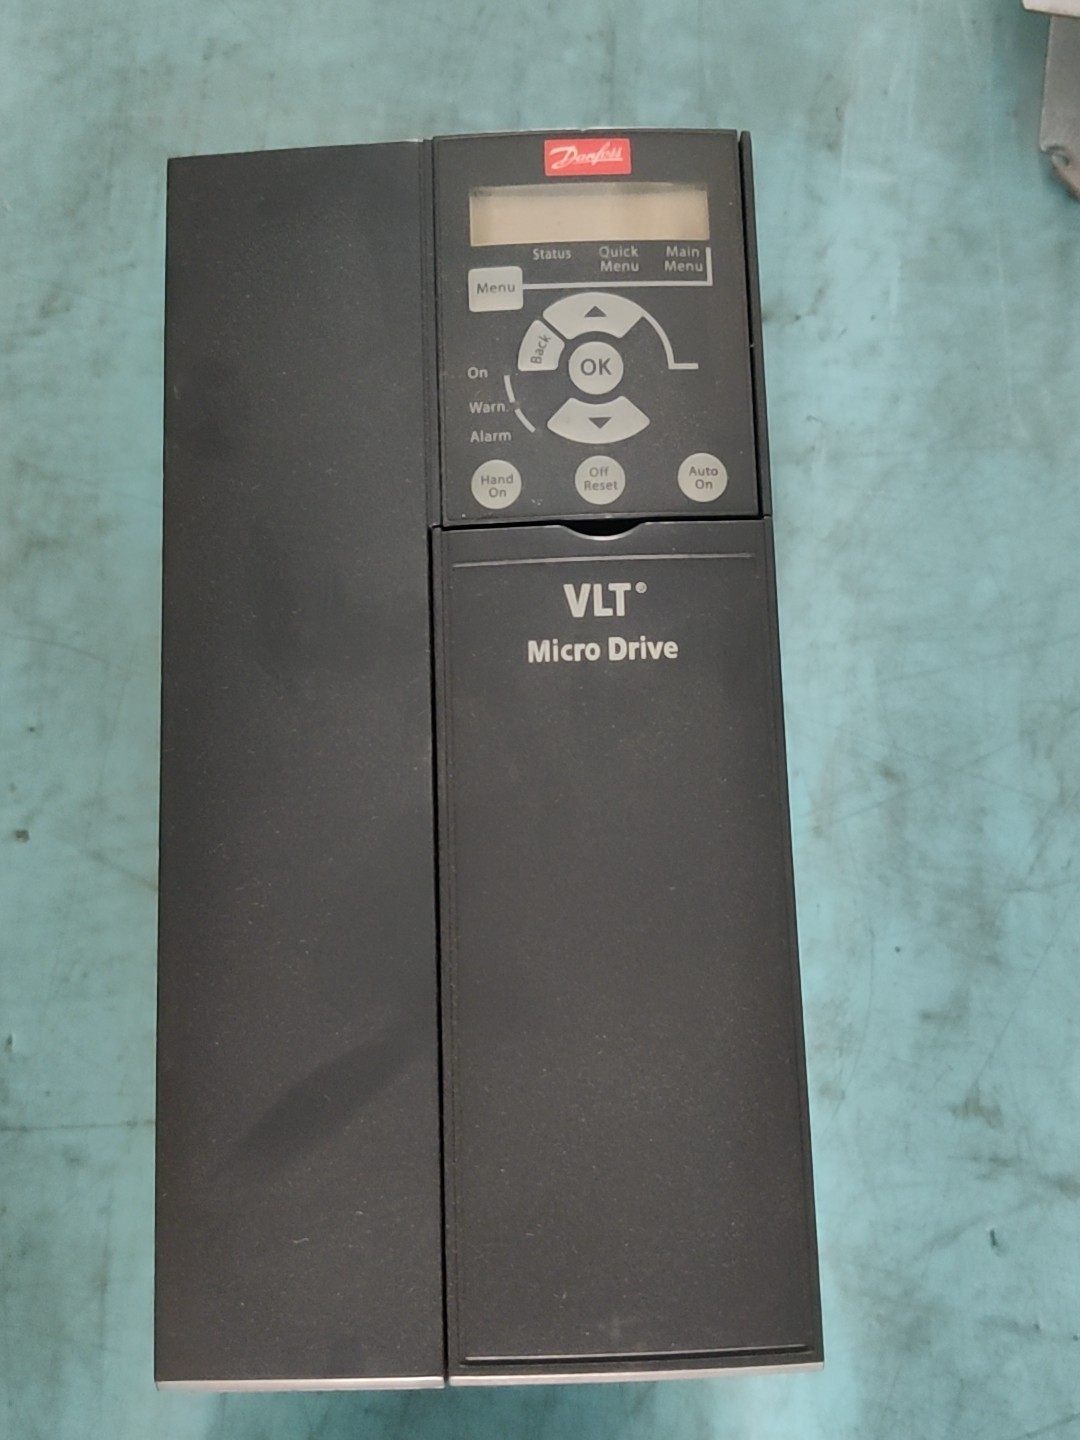 Danfoss
Status Quick Menu Main Menu
Menu
Back
OK
On
Warn.
Alarm
Hand On
Off Reset
Auto On
VLT®
Micro Drive